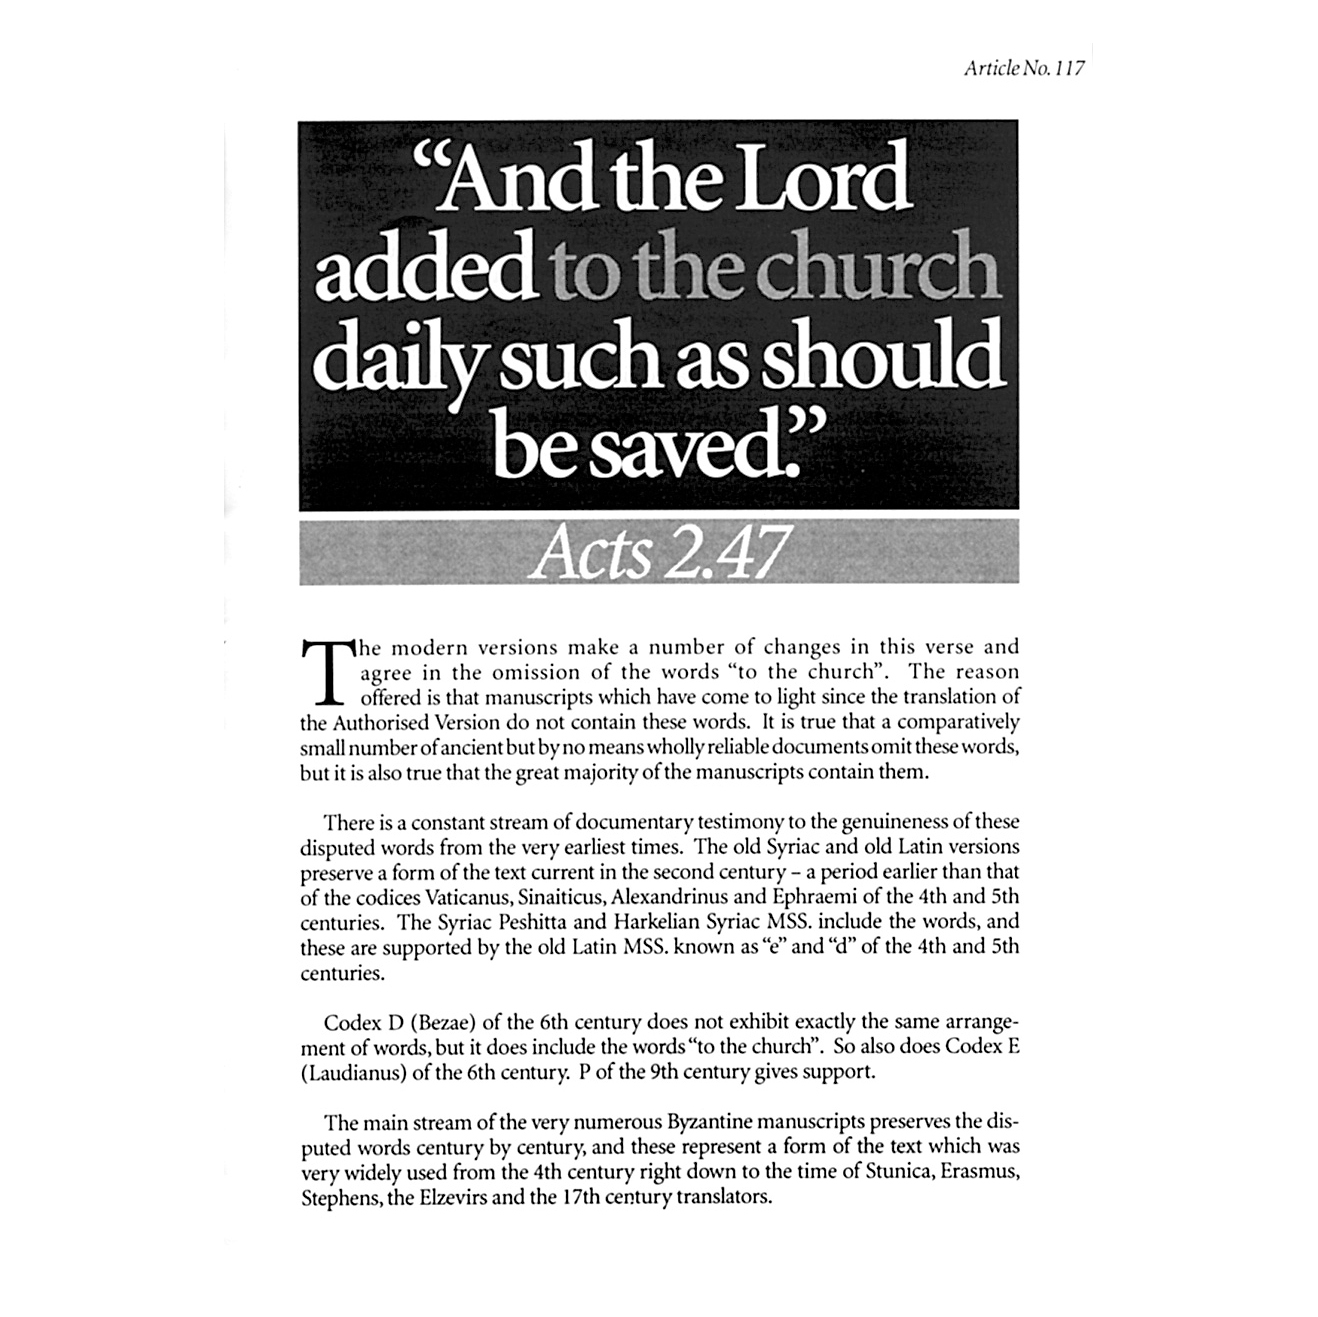 Article No. 117
“And the Lord
added to the church
daily such as should
be saved.”
Acts 2.47
The modern versions make a number of changes in this verse and
agree in the omission of the words “to the church”. The reason
offered is that manuscripts which have come to light since the translation of
the Authorised Version do not contain these words. It is true that a comparatively
small number of ancient but by no means wholly reliable documents omit these words,
but it is also true that the great majority of the manuscripts contain them.
There is a constant stream of documentary testimony to the genuineness of these
disputed words from the very earliest times. The old Syriac and old Latin versions
preserve a form of the text current in the second century – a period earlier than that
of the codices Vaticanus, Sinaiticus, Alexandrinus and Ephraemi of the 4th and 5th
centuries. The Syriac Peshitta and Harkelian Syriac MSS. include the words, and
these are supported by the old Latin MSS. known as “e” and “d” of the 4th and 5th
centuries.
Codex D (Bezae) of the 6th century does not exhibit exactly the same arrange-
ment of words, but it does include the words “to the church”. So also does Codex E
(Laudianus) of the 6th century. P of the 9th century gives support.
The main stream of the very numerous Byzantine manuscripts preserves the dis-
puted words century by century, and these represent a form of the text which was
very widely used from the 4th century right down to the time of Stunica, Erasmus,
Stephens, the Elzevirs and the 17th century translators.